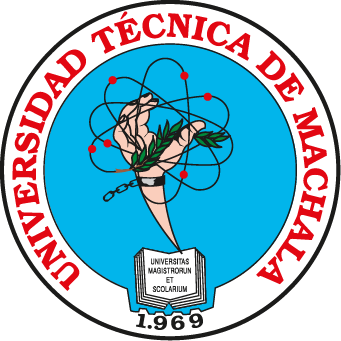 UNIVERSIDAD TÉCNICA DE MACHALA
UNIVERSITAS
MAGISTRORUN
ET
SCOLARIUM
1.969